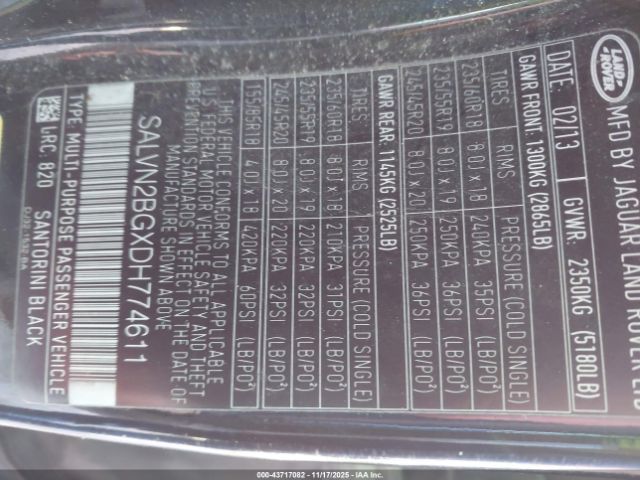 LAND ROVER
MFD BY JAGUAR LAND ROVER LTD
DATE: 02/13 GVWR: 2350KG (5180LB)
GAWR FRONT: 1300KG (2865LB)
TIRES RIMS PRESSURE (COLD SINGLE)
235/60R18 8.0J x 18 240KPA 35PSI (LB/PO²)
235/55R19 8.0J x 19 250KPA 36PSI (LB/PO²)
245/45R20 8.0J x 20 250KPA 36PSI (LB/PO²)
GAWR REAR: 1145KG (2525LB)
TIRES RIMS PRESSURE (COLD SINGLE)
235/60R18 8.0J x 18 210KPA 31PSI (LB/PO²)
235/55R19 8.0J x 19 220KPA 32PSI (LB/PO²)
245/45R20 8.0J x 20 220KPA 32PSI (LB/PO²)
T155/85R18 4.0J x 18 420KPA 60PSI (LB/PO²)
THIS VEHICLE CONFORMS TO ALL APPLICABLE
U.S. FEDERAL MOTOR VEHICLE SAFETY AND THEFT
PREVENTION STANDARDS IN EFFECT ON THE DATE OF
MANUFACTURE SHOWN ABOVE
SALVN2BGXDH774611
TYPE: MULTI-PURPOSE PASSENGER VEHICLE
LRC: 820 SANTORINI BLACK
000-43717082 - 11/17/2025 - IAA Inc.